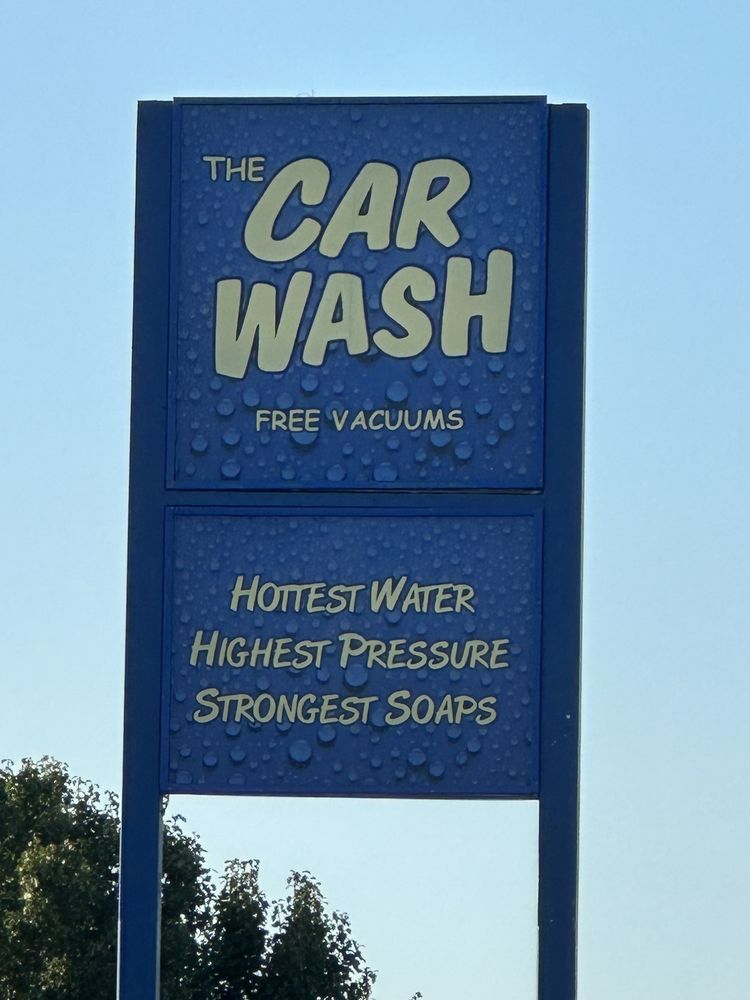 THE CAR
WASH
FREE VACUUMS
HOTTEST WATER
HIGHEST PRESSURE
STRONGEST SOAPS